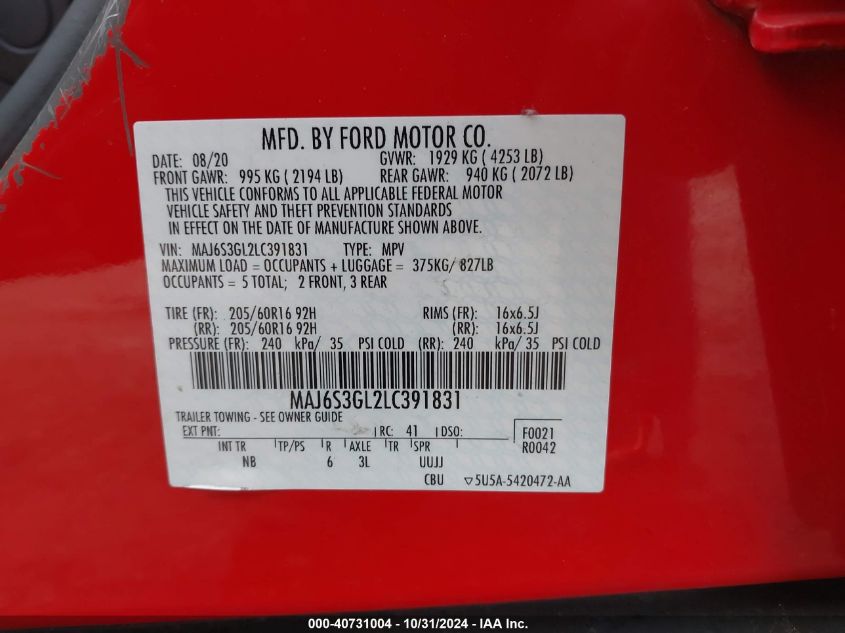 MFD. BY FORD MOTOR CO.
DATE: 08/20 GVWR: 1929 KG ( 4253 LB)
FRONT GAWR: 995 KG ( 2194 LB) REAR GAWR: 940 KG ( 2072 LB)
THIS VEHICLE CONFORMS TO ALL APPLICABLE FEDERAL MOTOR
VEHICLE SAFETY AND THEFT PREVENTION STANDARDS
IN EFFECT ON THE DATE OF MANUFACTURE SHOWN ABOVE.
VIN: MAJ6S3GL2LC391831 TYPE: MPV
MAXIMUM LOAD = OCCUPANTS + LUGGAGE = 375KG/ 827LB
OCCUPANTS = 5 TOTAL; 2 FRONT, 3 REAR
TIRE (FR): 205/60R16 92H RIMS (FR): 16x6.5J
(RR): 205/60R16 92H (RR): 16x6.5J
PRESSURE (FR): 240 kPa/ 35 PSI COLD (RR): 240 kPa/ 35 PSI COLD
MAJ6S3GL2LC391831
TRAILER TOWING - SEE OWNER GUIDE
EXT PNT: RC: 41 DSO: F0021
INT TR TP/PS R AXLE TR SPR R0042
NB 6 3L UUJJ
CBU ▽5U5A-5420472-AA
000-40731004 - 10/31/2024 - © IAA, Inc.